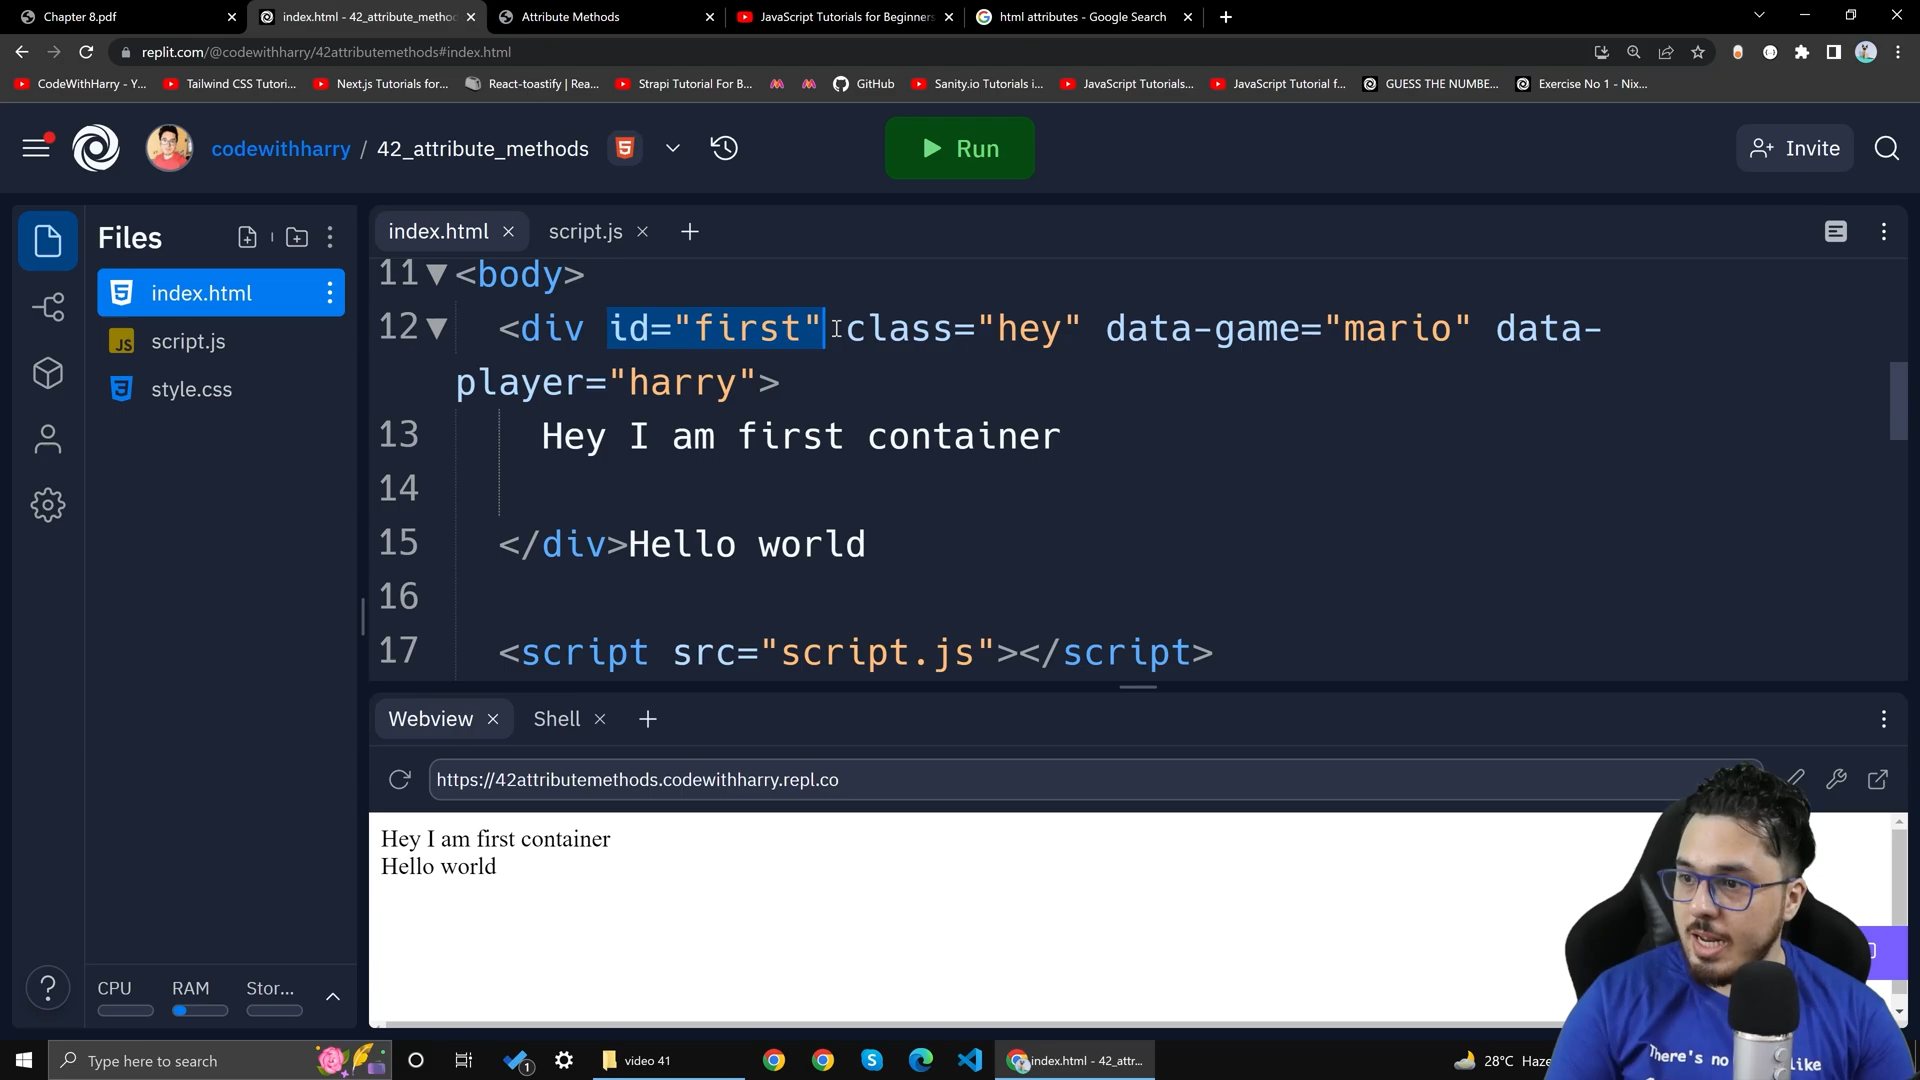 Chapter 8.pdf
index.html - 42_attribute_metho
Attribute Methods
JavaScript Tutorials for Beginners
html attributes - Google Search
replit.com/@codewithharry/42attributemethods#index.html
CodeWithHarry - Y...
Tailwind CSS Tutori...
Next.js Tutorials for...
React-toastify | Rea...
Strapi Tutorial For B...
GitHub
Sanity.io Tutorials i...
JavaScript Tutorials...
JavaScript Tutorial f...
GUESS THE NUMBE...
Exercise No 1 - Nix...
codewithharry / 42_attribute_methods
Run
Invite
Files
index.html
script.js
style.css
index.html
script.js
11 <body>
12 <div id="first" class="hey" data-game="mario" data-
player="harry">
13 Hey I am first container
14
15 </div>Hello world
16
17 <script src="script.js"></script>
Webview
Shell
https://42attributemethods.codewithharry.repl.co
Hey I am first container
Hello world
CPU
RAM
Stor...
Type here to search
1
video 41
index.html - 42_attr...
28°C Haze
There's no
like